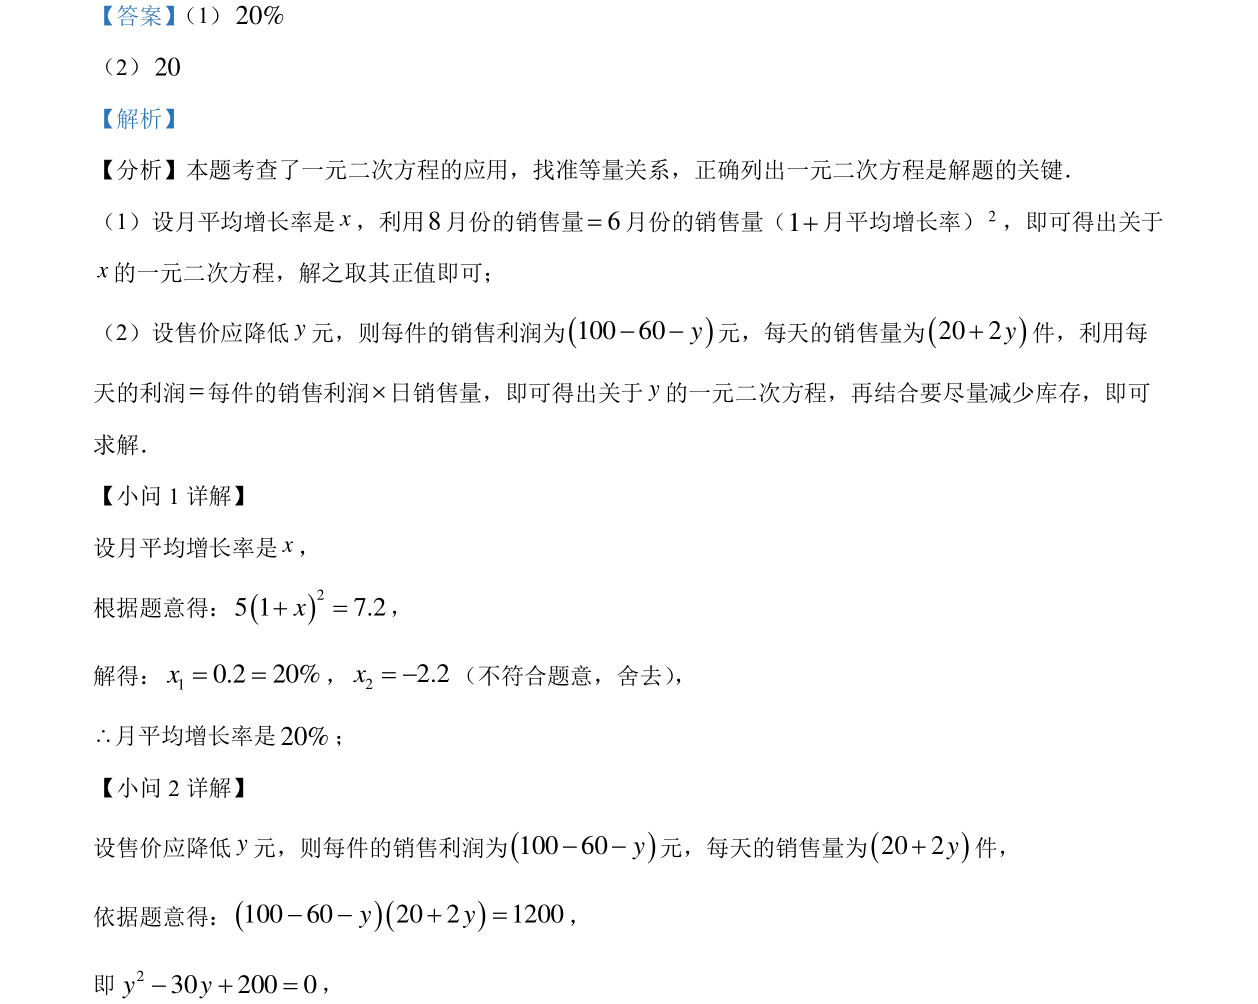 【答案】（1）20%
（2）20
【解析】
【分析】本题考查了一元二次方程的应用，找准等量关系，正确列出一元二次方程是解题的关键．
（1）设月平均增长率是 x ，利用 8 月份的销售量 = 6 月份的销售量（1+ 月平均增长率）²，即可得出关于
x 的一元二次方程，解之取其正值即可；
（2）设售价应降低 y 元，则每件的销售利润为 (100−60−y) 元，每天的销售量为 (20+2y) 件，利用每
天的利润 = 每件的销售利润×日销售量，即可得出关于 y 的一元二次方程，再结合要尽量减少库存，即可
求解．
【小问 1 详解】
设月平均增长率是 x ，
根据题意得：5(1+x)² = 7.2 ，
解得：x₁ = 0.2 = 20% ，x₂ = −2.2（不符合题意，舍去），
∴月平均增长率是 20%；
【小问 2 详解】
设售价应降低 y 元，则每件的销售利润为 (100−60−y) 元，每天的销售量为 (20+2y) 件，
依据题意得：(100−60−y)(20+2y) = 1200 ，
即 y² −30y + 200 = 0 ，